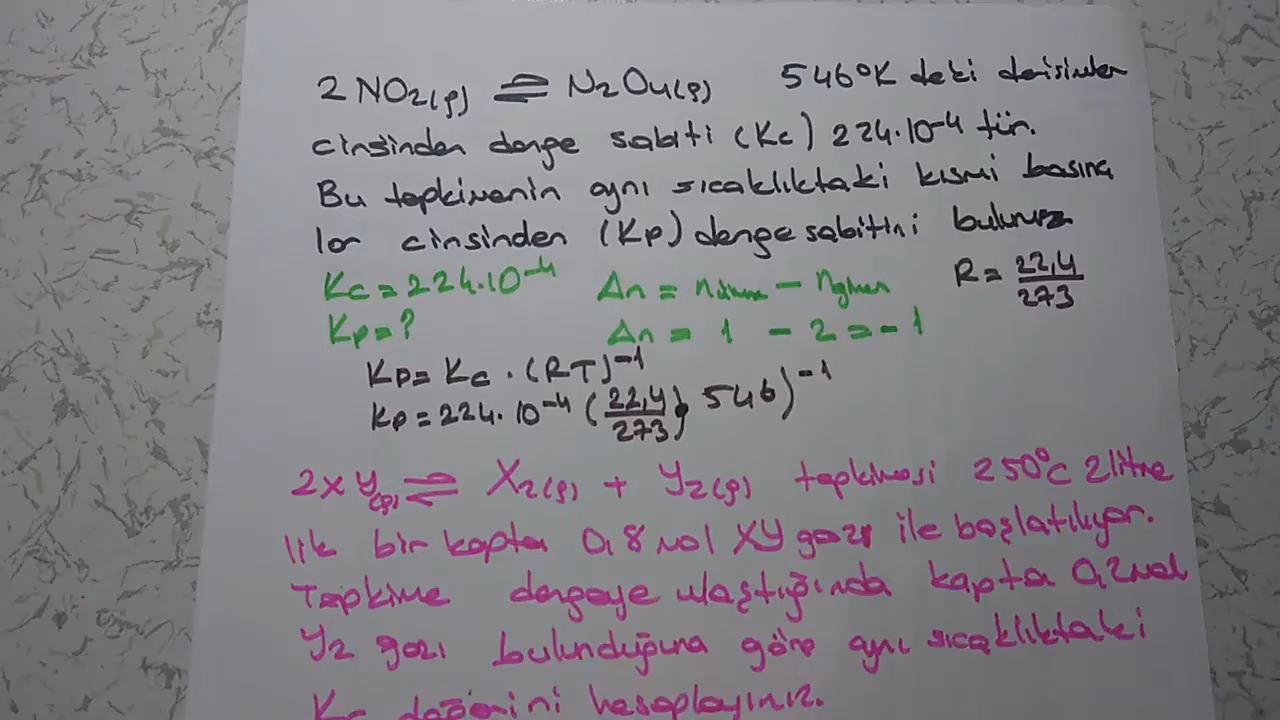 2 NO2(g) ⇌ N2O4(g) 546°K deki derisimler
cinsinden denge sabiti (Kc) 224.10-4 tür.
Bu tepkimenin aynı sıcaklıktaki kısmi basınç
lar cinsinden (Kp) denge sabitini bulunuz
Kc = 224.10-4 Δn = nürünler - ngiren R = 22,4/273
Kp = ? Δn = 1 - 2 = -1
Kp = Kc . (RT)-1
Kp = 224. 10-4 (22,4/273 . 546)-1
2XY(g) ⇌ X2(g) + Y2(g) tepkimesi 250°C 2 litre
lik bir kapta 0,8 mol XY gazı ile başlatılıyor.
Tepkime dengeye ulaştığında kapta 0,2 mol
Y2 gazı bulunduğuna göre aynı sıcaklıktaki
Kc değerini hesaplayınız.